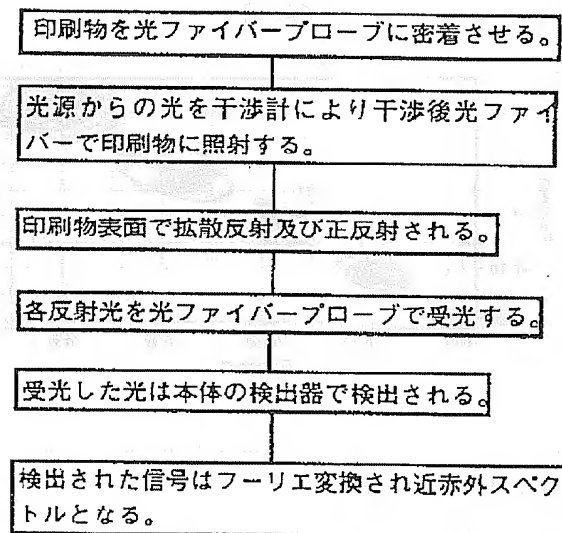 印刷物を光ファイバープローブに密着させる。
光源からの光を干渉計により干渉後光ファイ
バーで印刷物に照射する。
印刷物表面で拡散反射及び正反射される。
各反射光を光ファイバープローブで受光する。
受光した光は本体の検出器で検出される。
検出された信号はフーリエ変換され近赤外スペク
トルとなる。